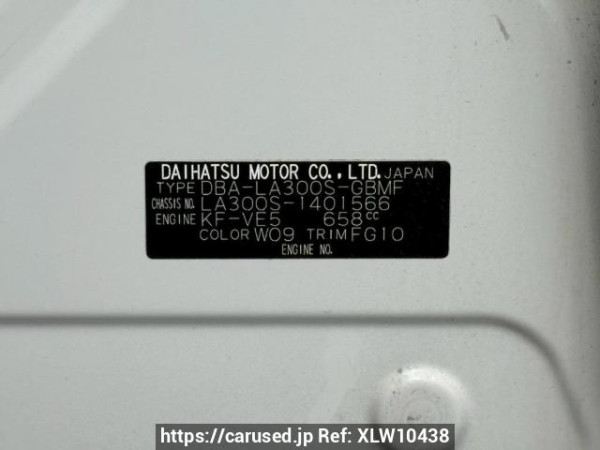 DAIHATSU MOTOR CO., LTD. JAPAN
TYPE DBA-LA300S-GBMF
CHASSIS NO. LA300S-1401566
ENGINE KF-VE5 658cc
COLOR W09 TRIM FG10
ENGINE NO.
https://carused.jp Ref: XLW10438